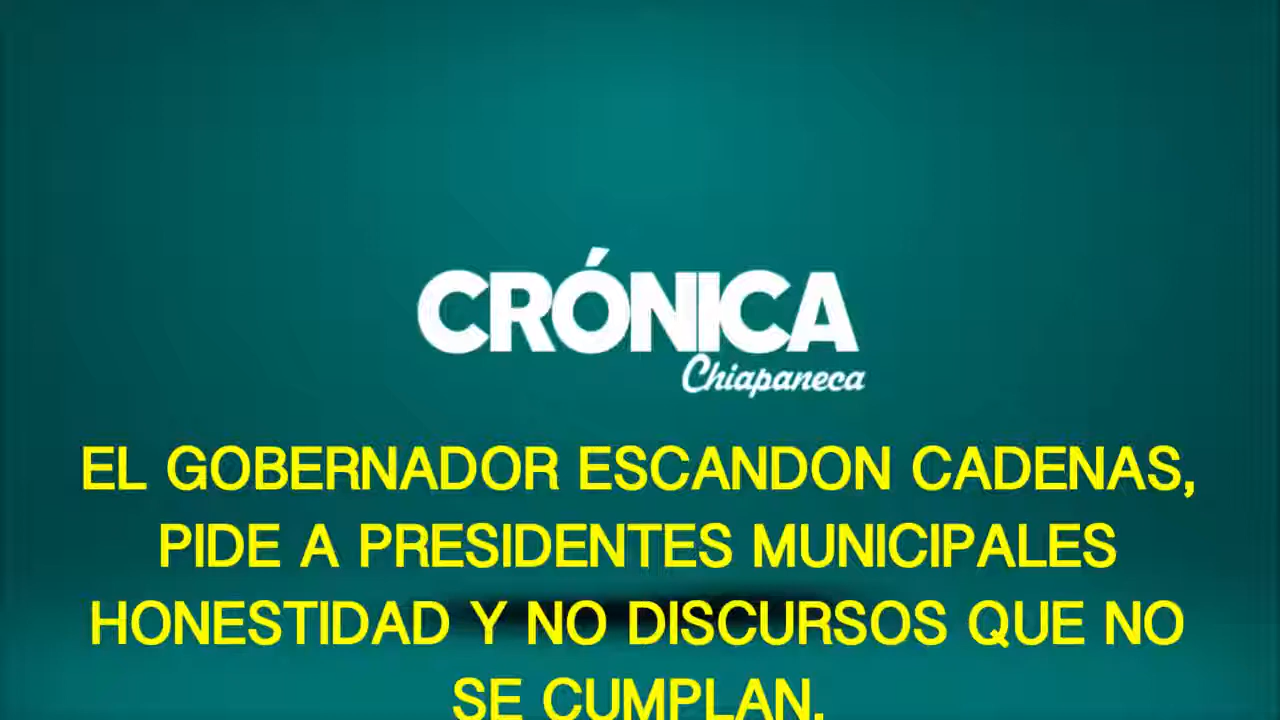 CRÓNICA
Chiapaneca
EL GOBERNADOR ESCANDON CADENAS,
PIDE A PRESIDENTES MUNICIPALES
HONESTIDAD Y NO DISCURSOS QUE NO
SE CUMPLAN.